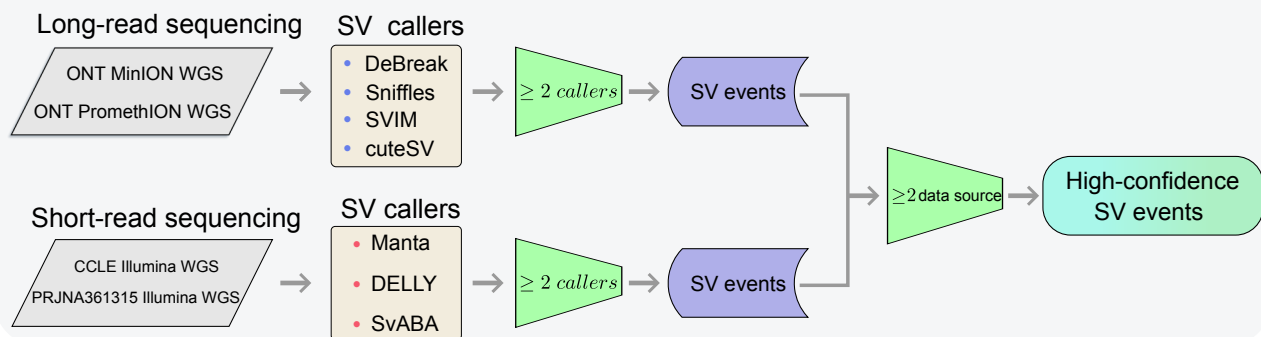 Long-read sequencing
ONT MinION WGS
ONT PromethION WGS
SV callers
DeBreak
Sniffles
SVIM
cuteSV
≥ 2 callers
SV events
Short-read sequencing
CCLE Illumina WGS
PRJNA361315 Illumina WGS
SV callers
Manta
DELLY
SvABA
≥ 2 callers
SV events
≥2 data source
High-confidence
SV events